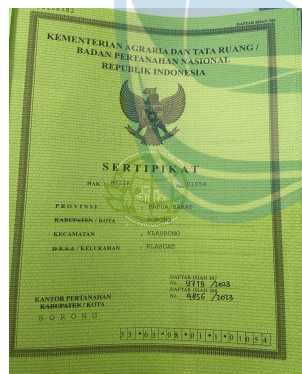 DAFTAR ISIAN 206
KEMENTERIAN AGRARIA DAN TATA RUANG /
BADAN PERTANAHAN NASIONAL
REPUBLIK INDONESIA
SERTIPIKAT
HAK : MILIK No. 01054
PROVINSI : PAPUA BARAT
KABUPATEN / KOTA : SORONG
KECAMATAN : KLAURUNG
DESA / KELURAHAN : KLASUAT
DAFTAR ISIAN 307
No. 9719 /2023
DAFTAR ISIAN 208
No. 4856 /2023
KANTOR PERTANAHAN
KABUPATEN / KOTA
SORONG
33 03 08 01 1 01054